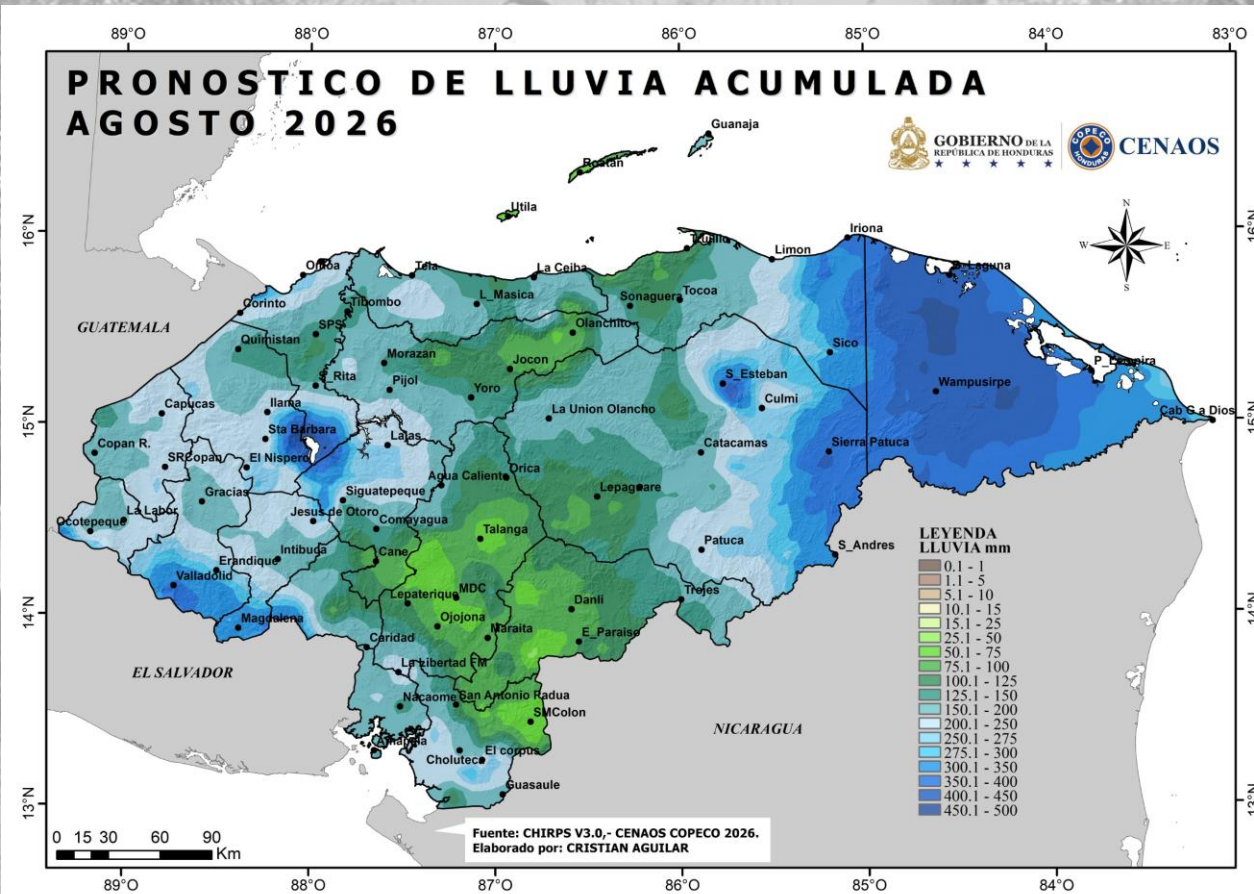 89°O 88°O 87°O 86°O 85°O 84°O 83°O
PRONOSTICO DE LLUVIA ACUMULADA
AGOSTO 2026
GOBIERNO DE LA
REPÚBLICA DE HONDURAS
COPECO
HONDURAS
CENAOS
N
W E
S
16°N 16°N
15°N 15°N
14°N 14°N
13°N 13°N
Guanaja
Roatan
Utila
Trujillo
Iriona
Limon
Omoa
Tela
La Ceiba
Corinto
Tibombo
L_Masica
Sonaguera
Tocoa
GUATEMALA
SPS
Olanchito
Quimistan
Morazan
Jocon
Sico
Rita
Pijol
Yoro
S_Esteban
Wampusirpe
Capucas
Ilama
La Union Olancho
Culmi
Cab G a Dios
Sta Barbara
Lajas
Copan R.
Catacamas
Sierra Patuca
SRCopan
El Nispero
Agua Caliente
Orica
Gracias
Siguatepeque
Lepaguare
La Labor
Jesus de Otoro
Ocotepeque
Comayagua
Talanga
Patuca
S_Andres
Intibuca
Cane
Erandique
Valladolid
Lepaterique
MDC
Danli
Trojes
Magdalena
Ojojona
Maraita
E_Paraiso
Caridad
La Libertad FM
EL SALVADOR
Nacaome
San Antonio Padua
SMColon
NICARAGUA
Amapala
El corpus
Choluteca
Guasaule
LEYENDA
LLUVIA mm
0.1 - 1
1.1 - 5
5.1 - 10
10.1 - 15
15.1 - 25
25.1 - 50
50.1 - 75
75.1 - 100
100.1 - 125
125.1 - 150
150.1 - 200
200.1 - 250
250.1 - 275
275.1 - 300
300.1 - 350
350.1 - 400
400.1 - 450
450.1 - 500
0 15 30 60 90
Km
Fuente: CHIRPS V3.0,- CENAOS COPECO 2026.
Elaborado por: CRISTIAN AGUILAR
89°O 88°O 87°O 86°O 85°O 84°O 83°O